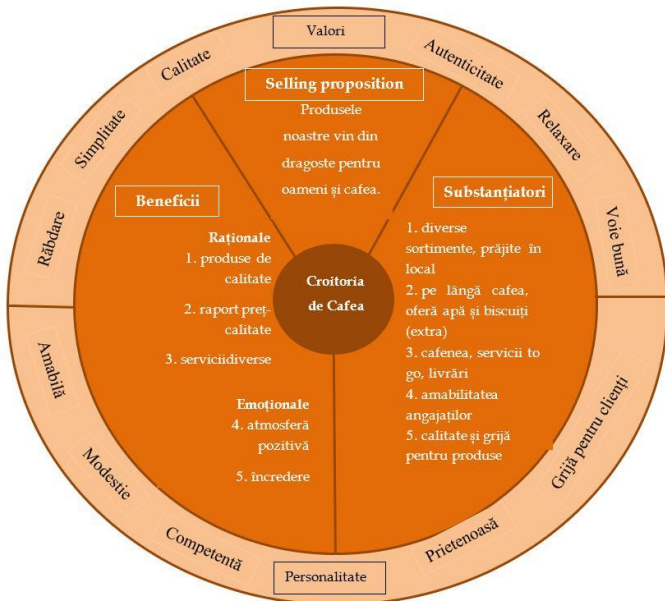 Valori
Calitate
Simplitate
Răbdare
Autenticitate
Relaxare
Voie bună
Selling proposition
Produsele
noastre vin din
dragoste pentru
oameni și cafea.
Beneficii
Raționale
1. produse de
calitate
2. raport preț-
calitate
3. serviciidiverse
Emoționale
4. atmosferă
pozitivă
5. încredere
Croitoria
de Cafea
Substanțiatori
1. diverse
sortimente, prăjite în
local
2. pe lângă cafea,
oferă apă și biscuiți
(extra)
3. cafenea, servicii to
go, livrări
4. amabilitatea
angajaților
5. calitate și grijă
pentru produse
Amabilă
Modestie
Competentă
Personalitate
Prietenoasă
Grijă pentru clienți